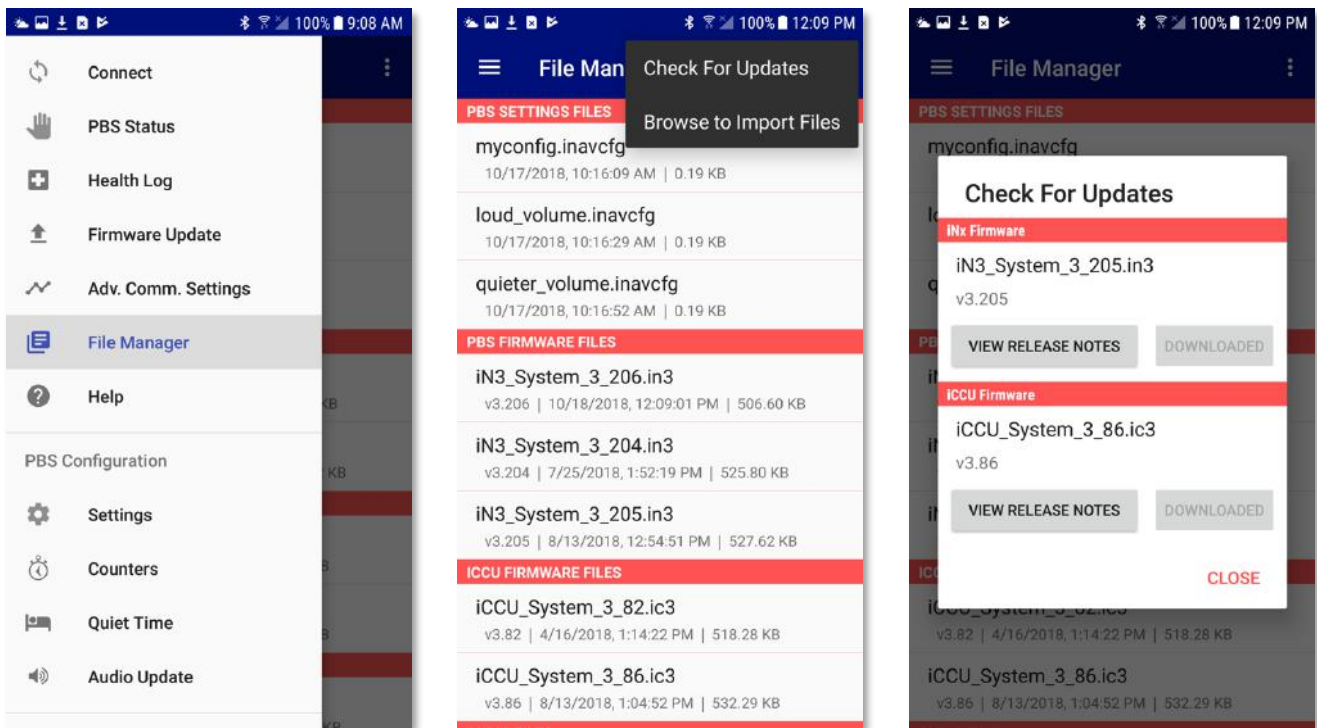 100% 9:08 AM
Connect
PBS Status
Health Log
Firmware Update
Adv. Comm. Settings
File Manager
Help
KB
PBS Configuration
KB
Settings
Counters
Quiet Time
Audio Update
100% 12:09 PM
File Man
Check For Updates
Browse to Import Files
PBS SETTINGS FILES
myconfig.inavcfg
10/17/2018, 10:16:09 AM | 0.19 KB
loud_volume.inavcfg
10/17/2018, 10:16:29 AM | 0.19 KB
quieter_volume.inavcfg
10/17/2018, 10:16:52 AM | 0.19 KB
PBS FIRMWARE FILES
iN3_System_3_206.in3
v3.206 | 10/18/2018, 12:09:01 PM | 506.60 KB
iN3_System_3_204.in3
v3.204 | 7/25/2018, 1:52:19 PM | 525.80 KB
iN3_System_3_205.in3
v3.205 | 8/13/2018, 12:54:51 PM | 527.62 KB
ICCU FIRMWARE FILES
iCCU_System_3_82.ic3
v3.82 | 4/16/2018, 1:14:22 PM | 518.28 KB
iCCU_System_3_86.ic3
v3.86 | 8/13/2018, 1:04:52 PM | 532.29 KB
100% 12:09 PM
File Manager
PBS SETTINGS FILES
myconfig.inavcfg
Check For Updates
iNx Firmware
iN3_System_3_205.in3
v3.205
VIEW RELEASE NOTES DOWNLOADED
iCCU Firmware
iCCU_System_3_86.ic3
v3.86
VIEW RELEASE NOTES DOWNLOADED
CLOSE
iCCU_System_3_82.ic3
v3.82 | 4/16/2018, 1:14:22 PM | 518.28 KB
iCCU_System_3_86.ic3
v3.86 | 8/13/2018, 1:04:52 PM | 532.29 KB